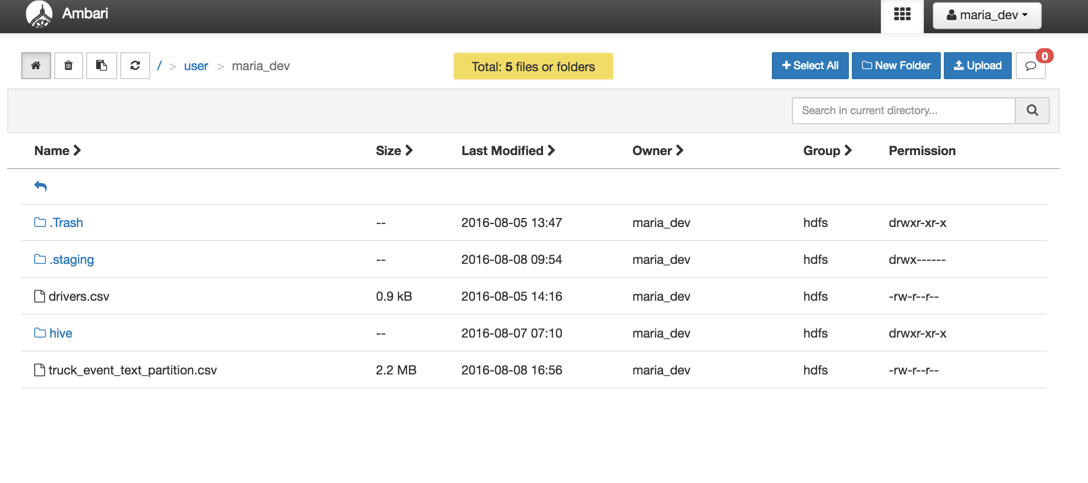 Ambari
maria_dev
/ > user > maria_dev
Total: 5 files or folders
Select All
New Folder
Upload
0
Search in current directory...
Name Size Last Modified Owner Group Permission
.Trash -- 2016-08-05 13:47 maria_dev hdfs drwxr-xr-x
.staging -- 2016-08-08 09:54 maria_dev hdfs drwx------
drivers.csv 0.9 kB 2016-08-05 14:16 maria_dev hdfs -rw-r--r--
hive -- 2016-08-07 07:10 maria_dev hdfs drwxr-xr-x
truck_event_text_partition.csv 2.2 MB 2016-08-08 16:56 maria_dev hdfs -rw-r--r--